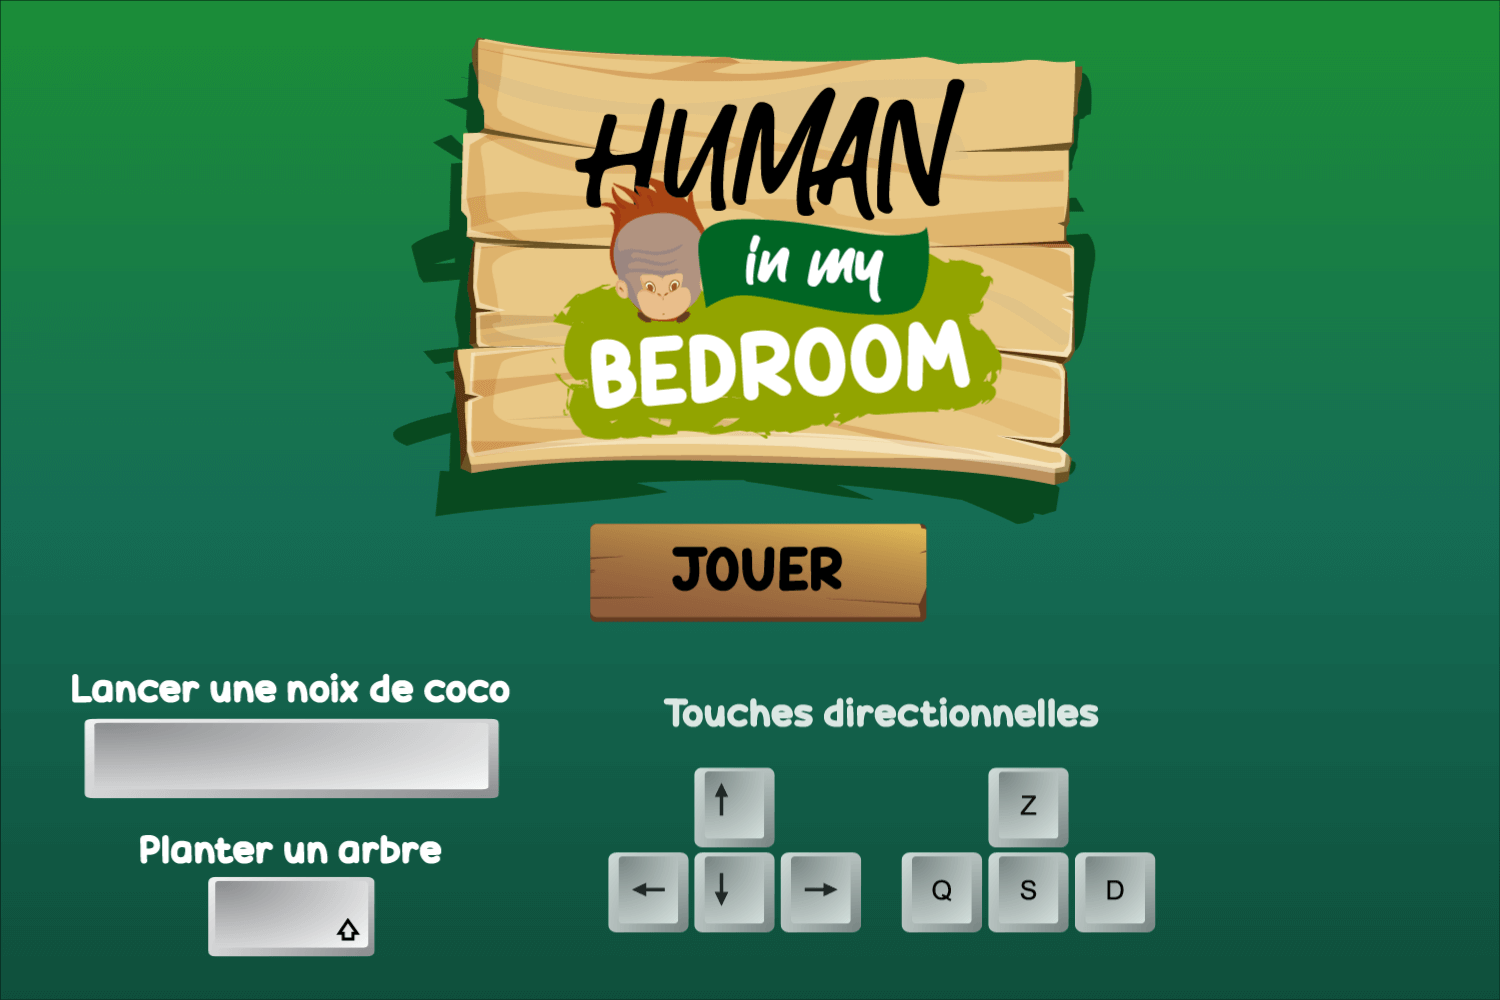 HUMAN
in my
BEDROOM
JOUER
Lancer une noix de coco
Planter un arbre
Touches directionnelles
Z
Q S D